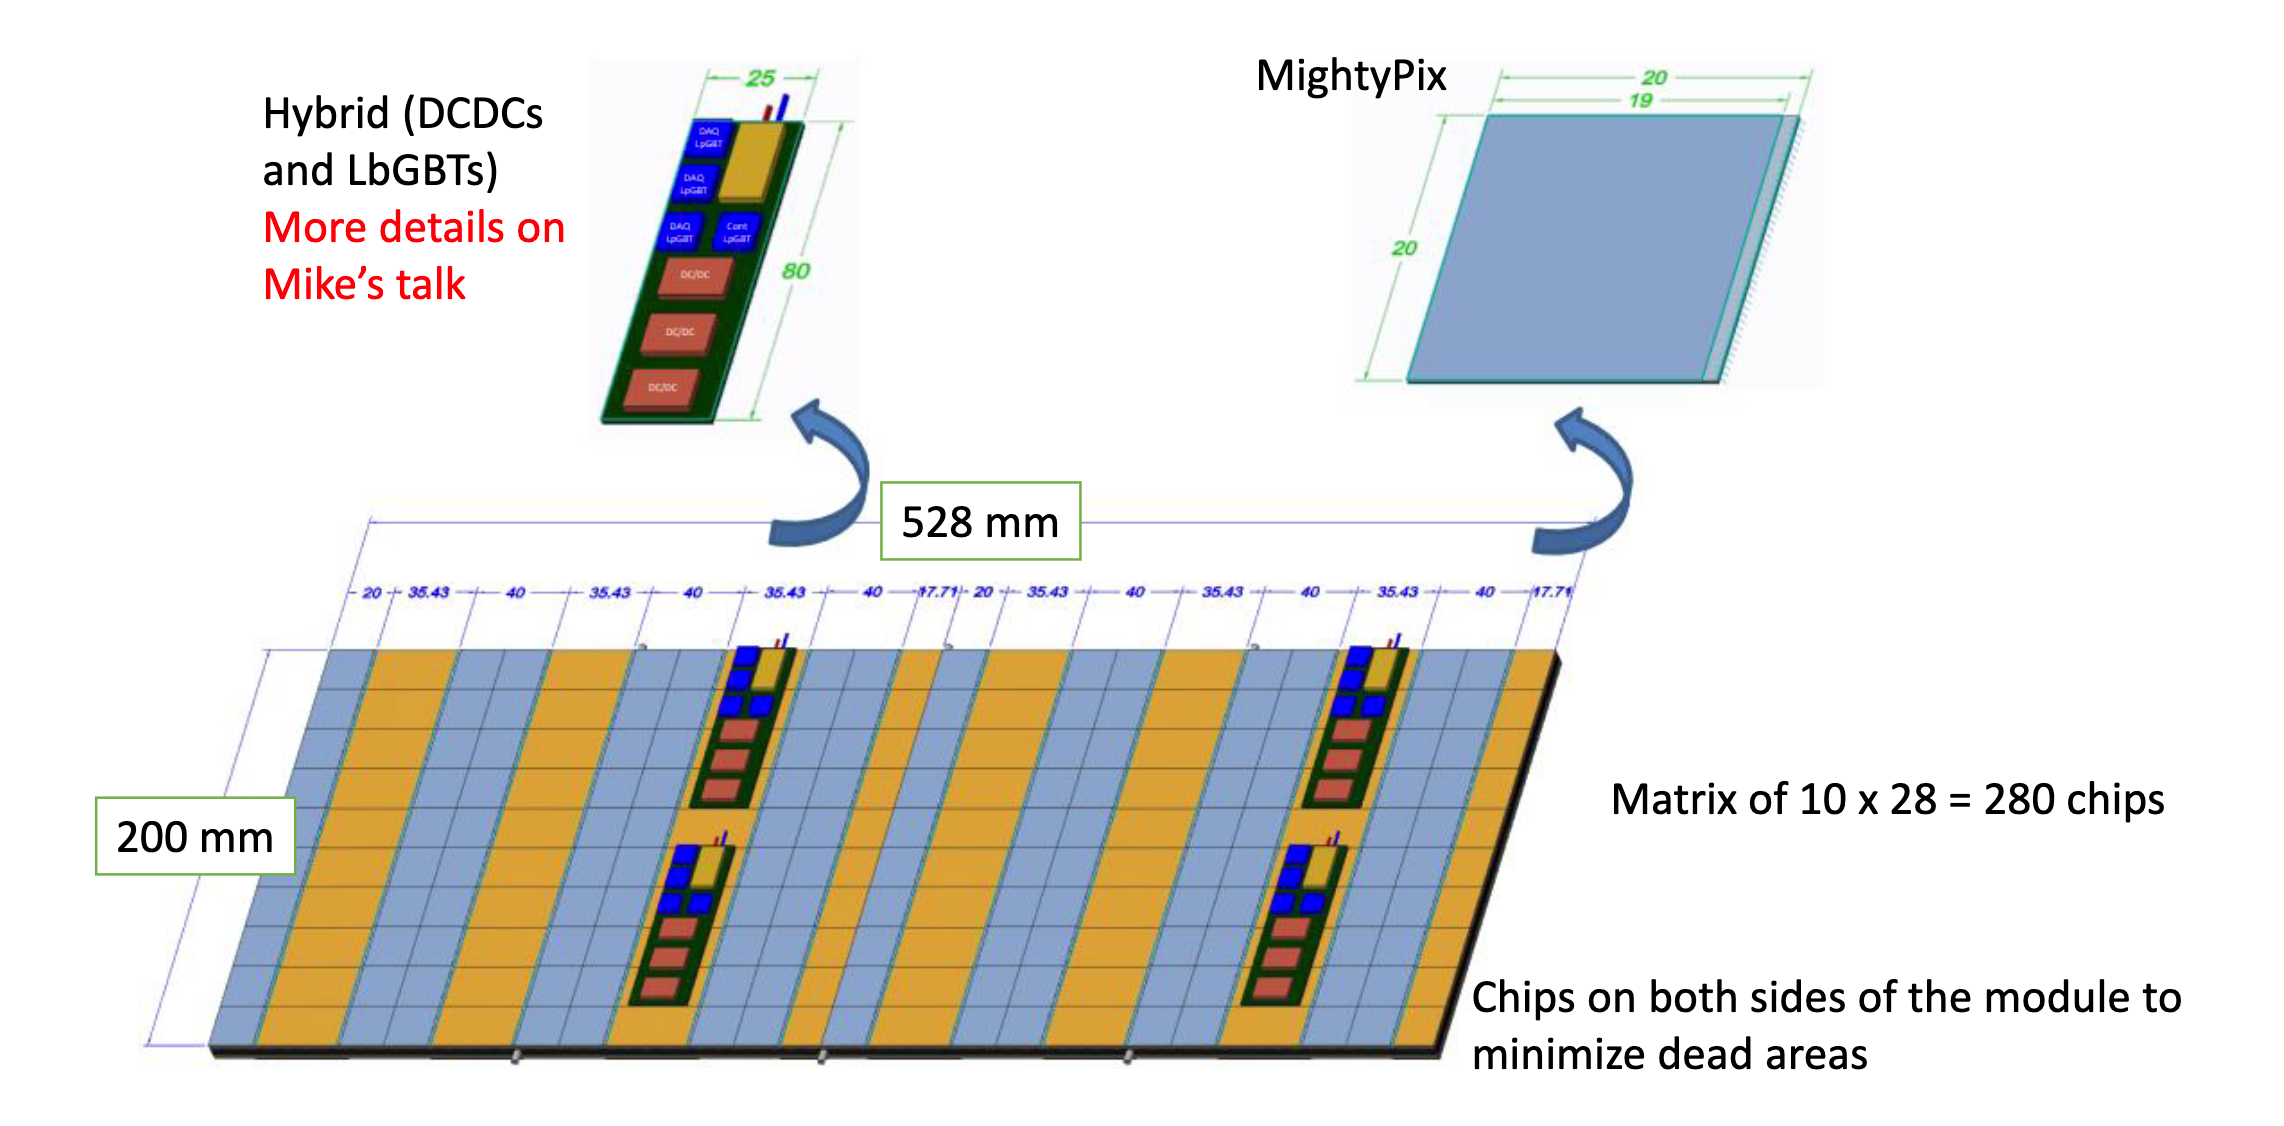 Hybrid (DCDCs
and LbGBTs)
More details on
Mike's talk
25
DAQ
LpGBT
DAQ
LpGBT
DAQ
LpGBT
Cont
LpGBT
DC/DC
DC/DC
DC/DC
80
MightyPix
20
19
20
528 mm
20 35.43 40 35.43 40 35.43 40 17.71 20 35.43 40 35.43 40 35.43 40 17.71
200 mm
Matrix of 10 x 28 = 280 chips
Chips on both sides of the module to
minimize dead areas